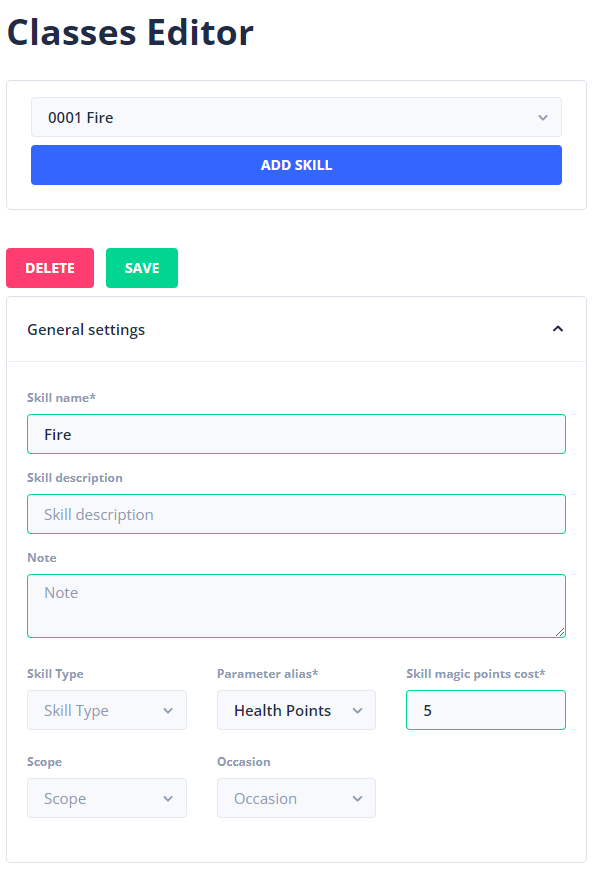 Classes Editor
0001 Fire
ADD SKILL
DELETE SAVE
General settings
Skill name*
Fire
Skill description
Skill description
Note
Note
Skill Type Parameter alias* Skill magic points cost*
Skill Type Health Points 5
Scope Occasion
Scope Occasion